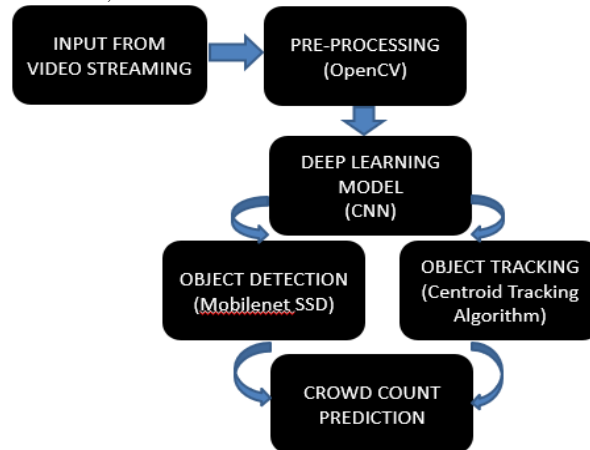 INPUT FROM
VIDEO STREAMING
PRE-PROCESSING
(OpenCV)
DEEP LEARNING
MODEL
(CNN)
OBJECT DETECTION
(Mobilenet SSD)
OBJECT TRACKING
(Centroid Tracking
Algorithm)
CROWD COUNT
PREDICTION